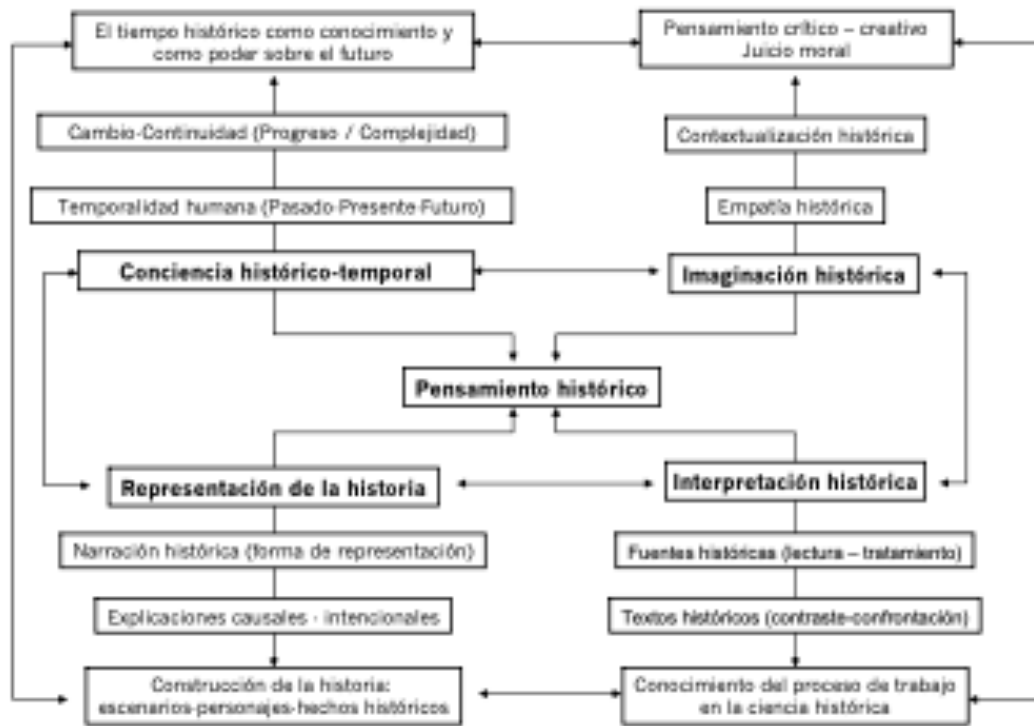 El tiempo histórico como conocimiento y
como poder sobre el futuro
Pensamiento crítico – creativo
Juicio moral
Cambio-Continuidad (Progreso / Complejidad)
Contextualización histórica
Temporalidad humana (Pasado-Presente-Futuro)
Empatía histórica
Conciencia histórico-temporal
Imaginación histórica
Pensamiento histórico
Representación de la historia
Interpretación histórica
Narración histórica (forma de representación)
Fuentes históricas (lectura – tratamiento)
Explicaciones causales - intencionales
Textos históricos (contraste-confrontación)
Construcción de la historia:
escenarios-personajes-hechos históricos
Conocimiento del proceso de trabajo
en la ciencia histórica